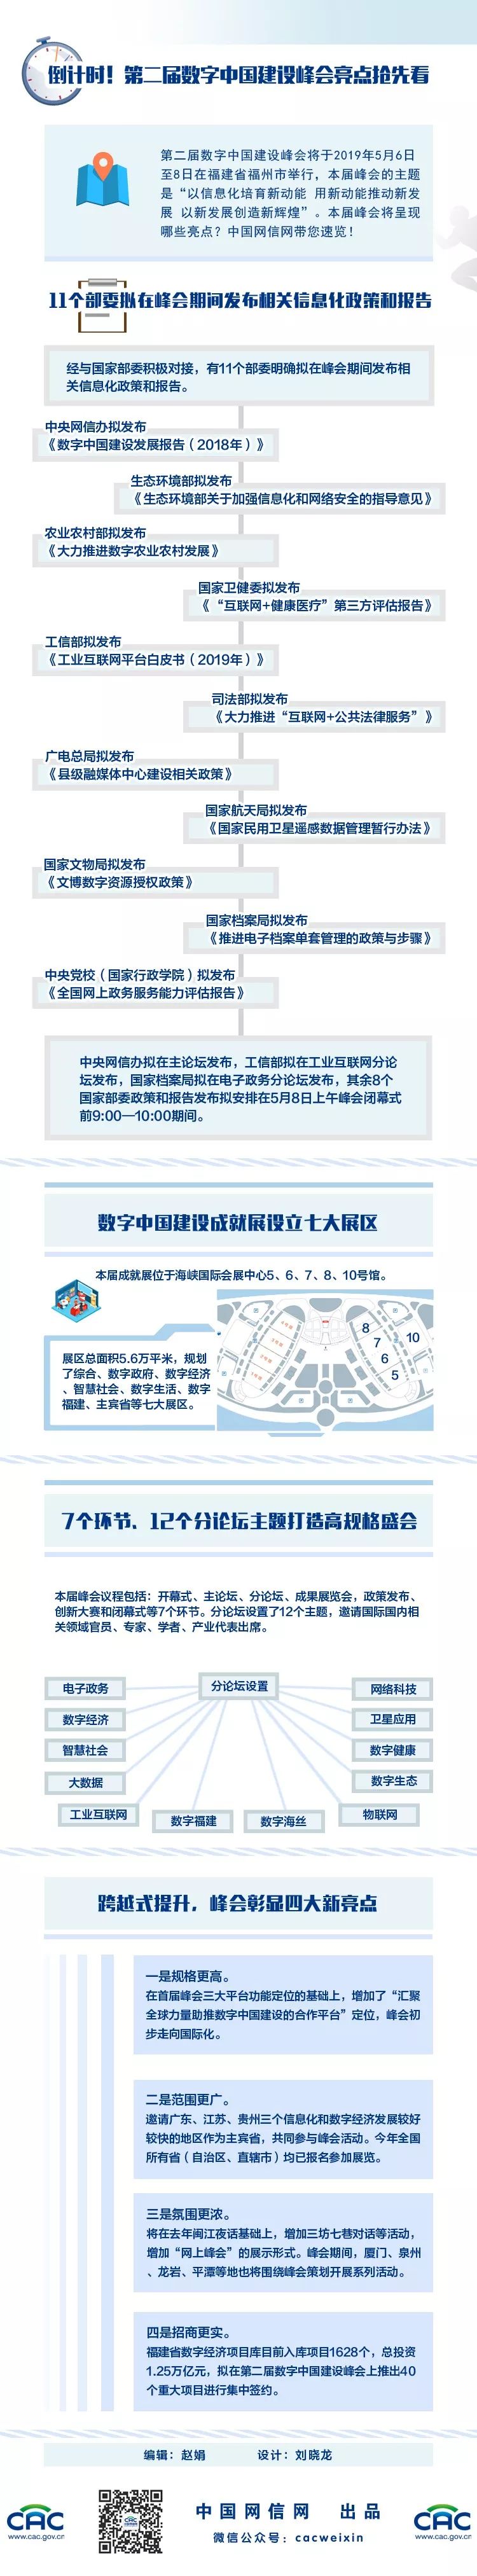 倒计时！第二届数字中国建设峰会亮点抢先看
第二届数字中国建设峰会将于2019年5月6日
至8日在福建省福州市举行，本届峰会的主题
是“以信息化培育新动能 用新动能推动新发
展 以新发展创造新辉煌”。本届峰会将呈现
哪些亮点？中国网信网带您速览！
11个部委拟在峰会期间发布相关信息化政策和报告
经与国家部委积极对接，有11个部委明确拟在峰会期间发布相
关信息化政策和报告。
中央网信办拟发布
《数字中国建设发展报告（2018年）》
生态环境部拟发布
《生态环境部关于加强信息化和网络安全的指导意见》
农业农村部拟发布
《大力推进数字农业农村发展》
国家卫健委拟发布
《“互联网+健康医疗”第三方评估报告》
工信部拟发布
《工业互联网平台白皮书（2019年）》
司法部拟发布
《大力推进“互联网+公共法律服务”》
广电总局拟发布
《县级融媒体中心建设相关政策》
国家航天局拟发布
《国家民用卫星遥感数据管理暂行办法》
国家文物局拟发布
《文博数字资源授权政策》
国家档案局拟发布
《推进电子档案单套管理的政策与步骤》
中央党校（国家行政学院）拟发布
《全国网上政务服务能力评估报告》
中央网信办拟在主论坛发布，工信部拟在工业互联网分论
坛发布，国家档案局拟在电子政务分论坛发布，其余8个
国家部委政策和报告发布拟安排在5月8日上午峰会闭幕式
前9:00—10:00期间。
数字中国建设成就展设立七大展区
本届成就展位于海峡国际会展中心5、6、7、8、10号馆。
展区总面积5.6万平米，规划
了综合、数字政府、数字经济
、智慧社会、数字生活、数字
福建、主宾省等七大展区。
8
7
10
6
5
7个环节、12个分论坛主题打造高规格盛会
本届峰会议程包括：开幕式、主论坛、分论坛、成果展览会，政策发布、
创新大赛和闭幕式等7个环节。分论坛设置了12个主题，邀请国际国内相
关领域官员、专家、学者、产业代表出席。
分论坛设置
电子政务
网络科技
数字经济
卫星应用
智慧社会
数字健康
大数据
数字生态
工业互联网
数字福建
数字海丝
物联网
跨越式提升，峰会彰显四大新亮点
一是规格更高。
在首届峰会三大平台功能定位的基础上，增加了“汇聚
全球力量助推数字中国建设的合作平台”定位，峰会初
步走向国际化。
二是范围更广。
邀请广东、江苏、贵州三个信息化和数字经济发展较好
较快的地区作为主宾省，共同参与峰会活动。今年全国
所有省（自治区、直辖市）均已报名参加展览。
三是氛围更浓。
将在去年闽江夜话基础上，增加三坊七巷对话等活动，
增加“网上峰会”的展示形式。峰会期间，厦门、泉州
、龙岩、平潭等地也将围绕峰会策划开展系列活动。
四是招商更实。
福建省数字经济项目库目前入库项目1628个，总投资
1.25万亿元，拟在第二届数字中国建设峰会上推出40
个重大项目进行集中签约。
编辑：赵娟 设计：刘晓龙
CAC
www.cac.gov.cn
中国网信网 出品
微信公众号：cacweixin
CAC
www.cac.gov.cn